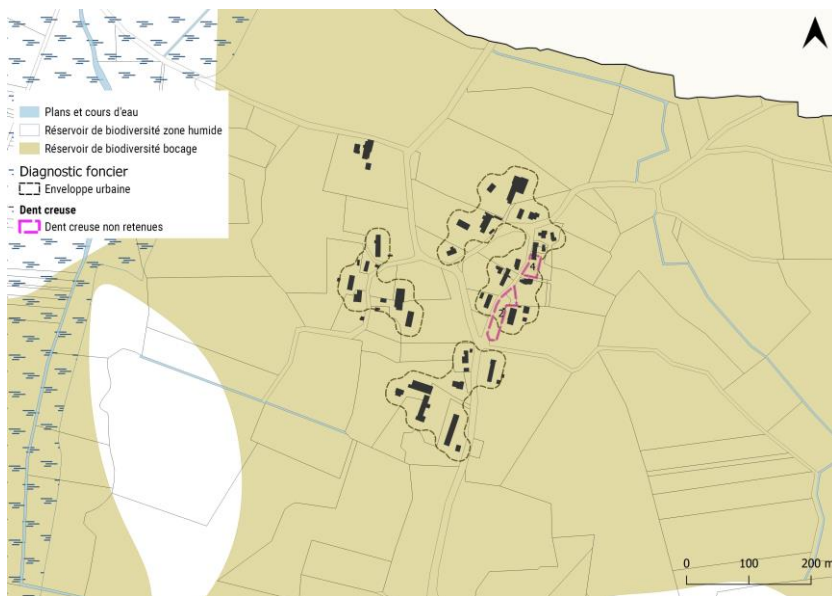 Plans et cours d'eau
Réservoir de biodiversité zone humide
Réservoir de biodiversité bocage
Diagnostic foncier
Enveloppe urbaine
Dent creuse
Dent creuse non retenues
4
0 100 200 m